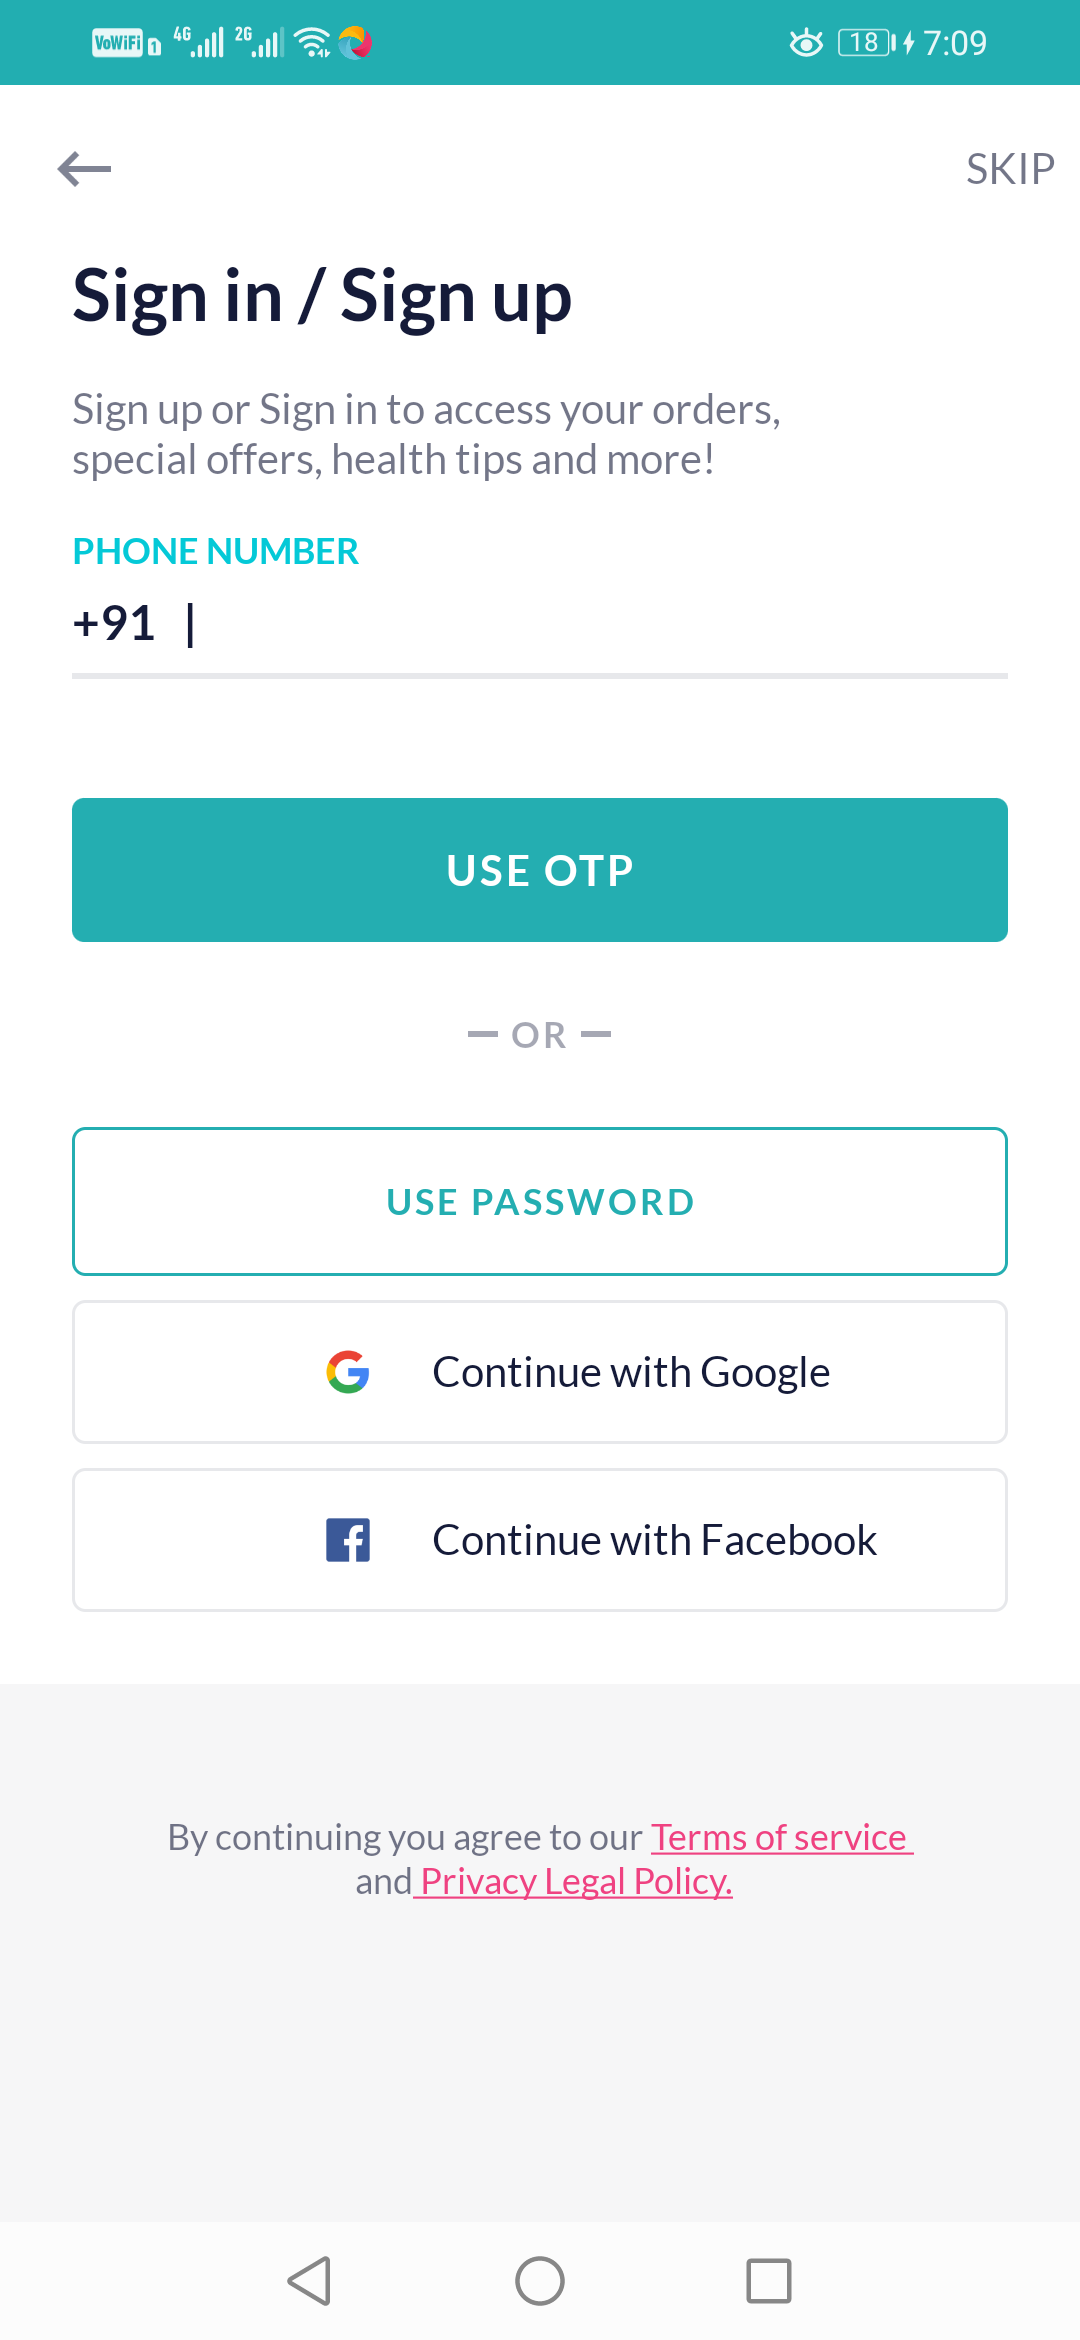 VoWiFi 1 4G 2G 18 7:09
SKIP
Sign in / Sign up
Sign up or Sign in to access your orders,
special offers, health tips and more!
PHONE NUMBER
+91
USE OTP
OR
USE PASSWORD
Continue with Google
Continue with Facebook
By continuing you agree to our Terms of service
and Privacy Legal Policy.